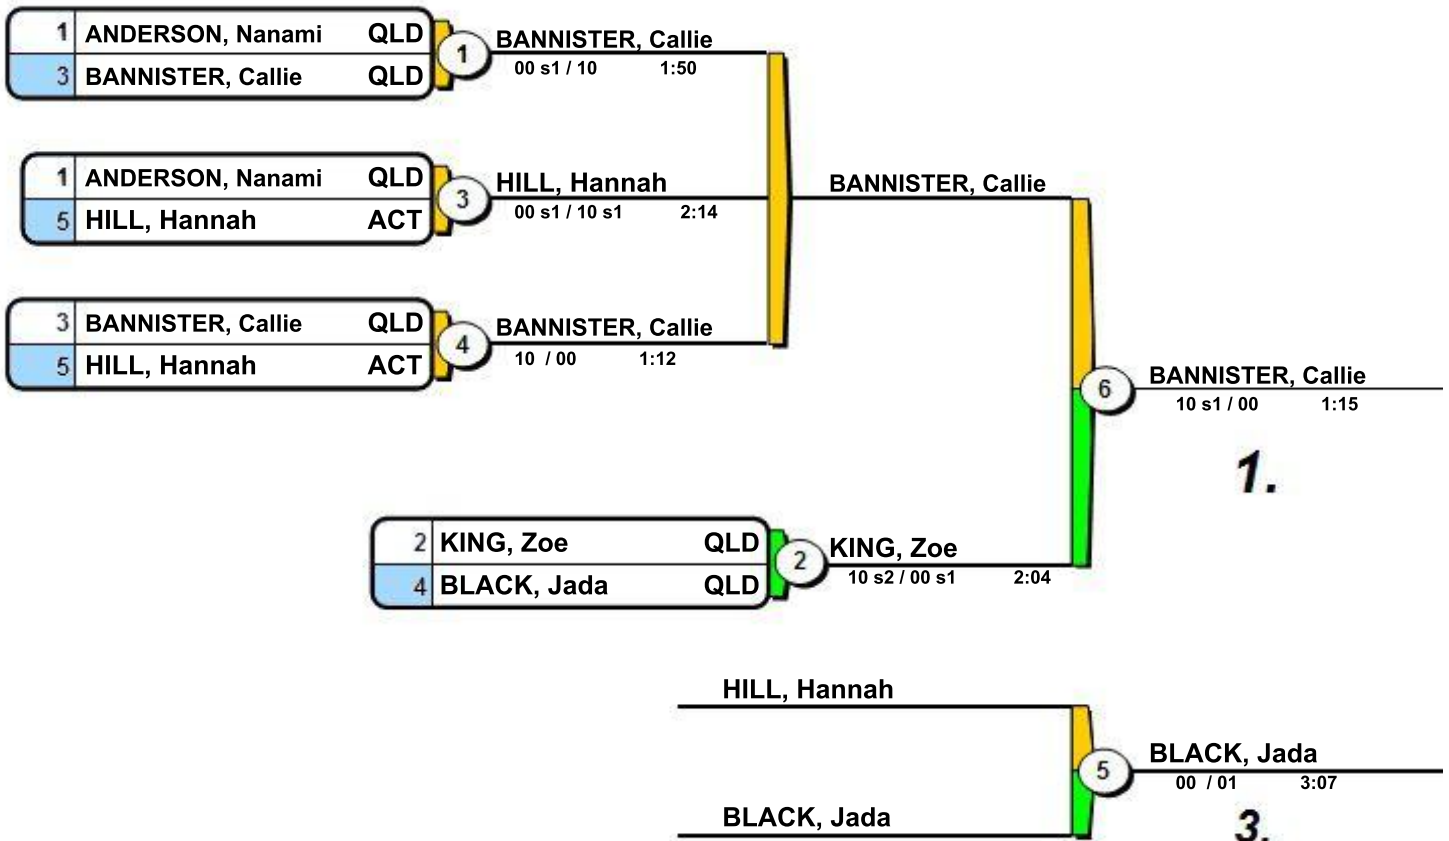 1 ANDERSON, Nanami QLD
3 BANNISTER, Callie QLD
1
BANNISTER, Callie
00 s1 / 10 1:50
1 ANDERSON, Nanami QLD
5 HILL, Hannah ACT
3
HILL, Hannah
00 s1 / 10 s1 2:14
BANNISTER, Callie
3 BANNISTER, Callie QLD
5 HILL, Hannah ACT
4
BANNISTER, Callie
10 / 00 1:12
6
BANNISTER, Callie
10 s1 / 00 1:15
1.
2 KING, Zoe QLD
4 BLACK, Jada QLD
2
KING, Zoe
10 s2 / 00 s1 2:04
HILL, Hannah
5
BLACK, Jada
00 / 01 3:07
BLACK, Jada
3.